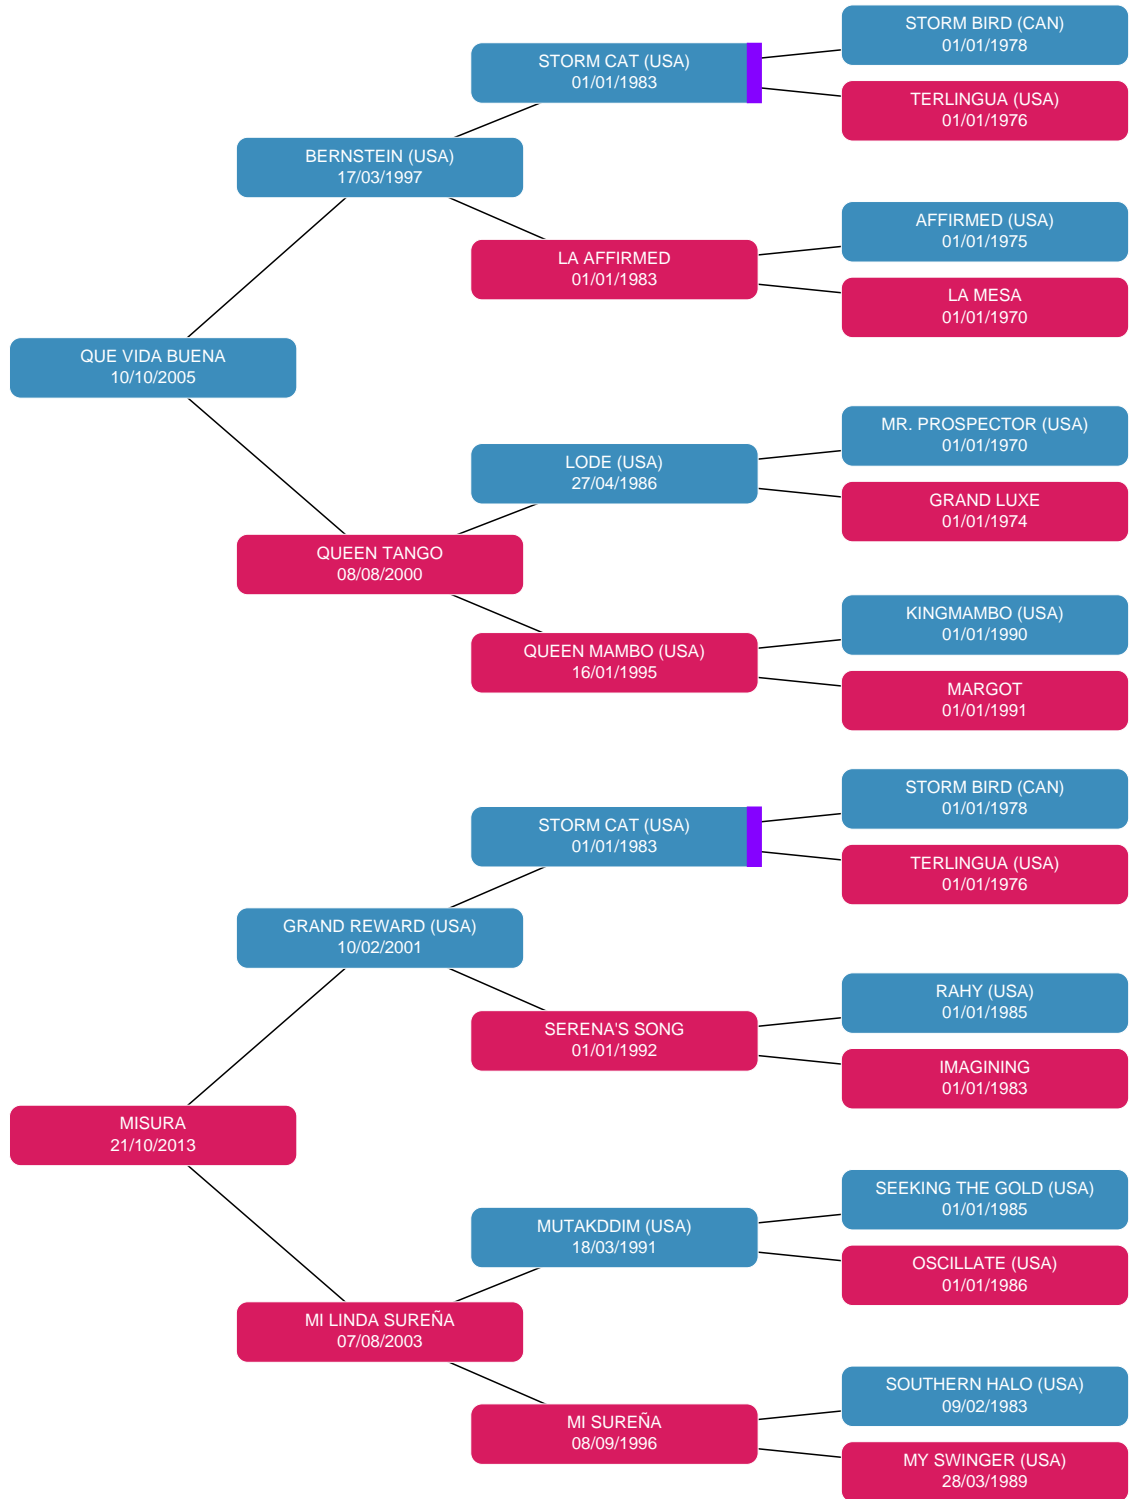 STORM BIRD (CAN)
01/01/1978
STORM CAT (USA)
01/01/1983
TERLINGUA (USA)
01/01/1976
BERNSTEIN (USA)
17/03/1997
AFFIRMED (USA)
01/01/1975
LA AFFIRMED
01/01/1983
LA MESA
01/01/1970
QUE VIDA BUENA
10/10/2005
MR. PROSPECTOR (USA)
01/01/1970
LODE (USA)
27/04/1986
GRAND LUXE
01/01/1974
QUEEN TANGO
08/08/2000
KINGMAMBO (USA)
01/01/1990
QUEEN MAMBO (USA)
16/01/1995
MARGOT
01/01/1991
STORM BIRD (CAN)
01/01/1978
STORM CAT (USA)
01/01/1983
TERLINGUA (USA)
01/01/1976
GRAND REWARD (USA)
10/02/2001
RAHY (USA)
01/01/1985
SERENA'S SONG
01/01/1992
IMAGINING
01/01/1983
MISURA
21/10/2013
SEEKING THE GOLD (USA)
01/01/1985
MUTAKDDIM (USA)
18/03/1991
OSCILLATE (USA)
01/01/1986
MI LINDA SUREÑA
07/08/2003
SOUTHERN HALO (USA)
09/02/1983
MI SUREÑA
08/09/1996
MY SWINGER (USA)
28/03/1989